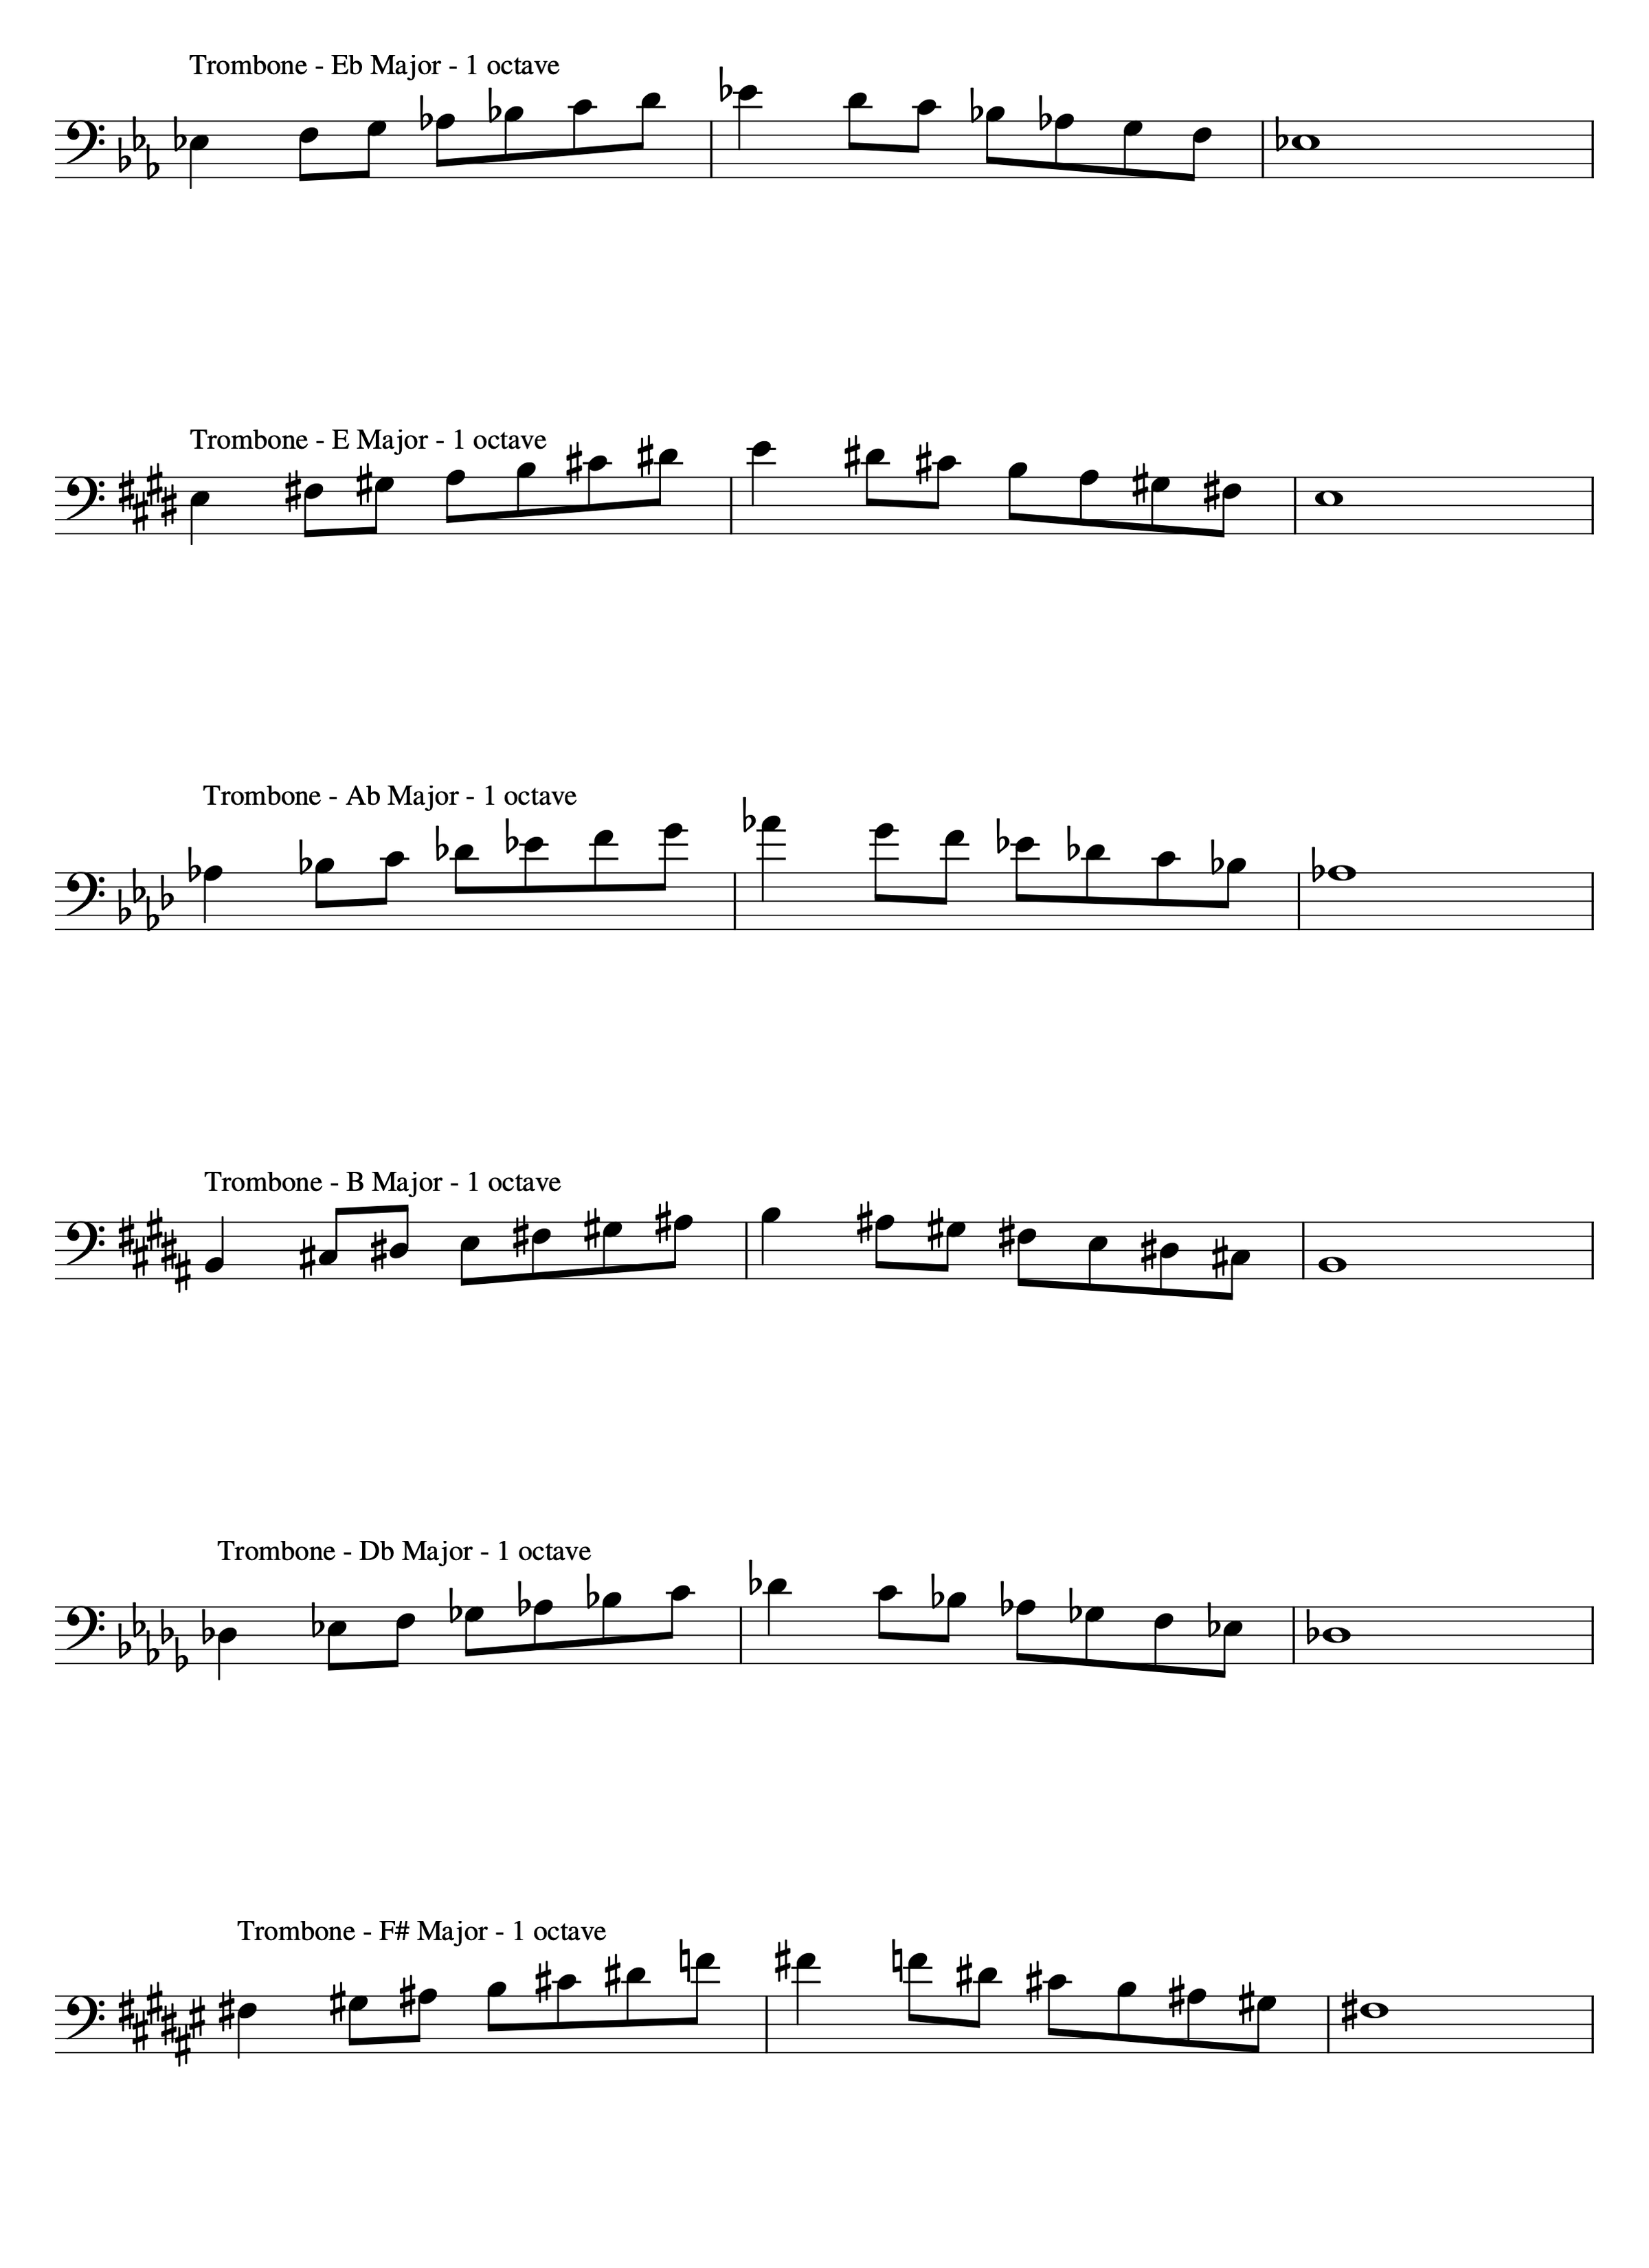 Trombone - Eb Major - 1 octave
Trombone - E Major - 1 octave
Trombone - Ab Major - 1 octave
Trombone - B Major - 1 octave
Trombone - Db Major - 1 octave
Trombone - F# Major - 1 octave